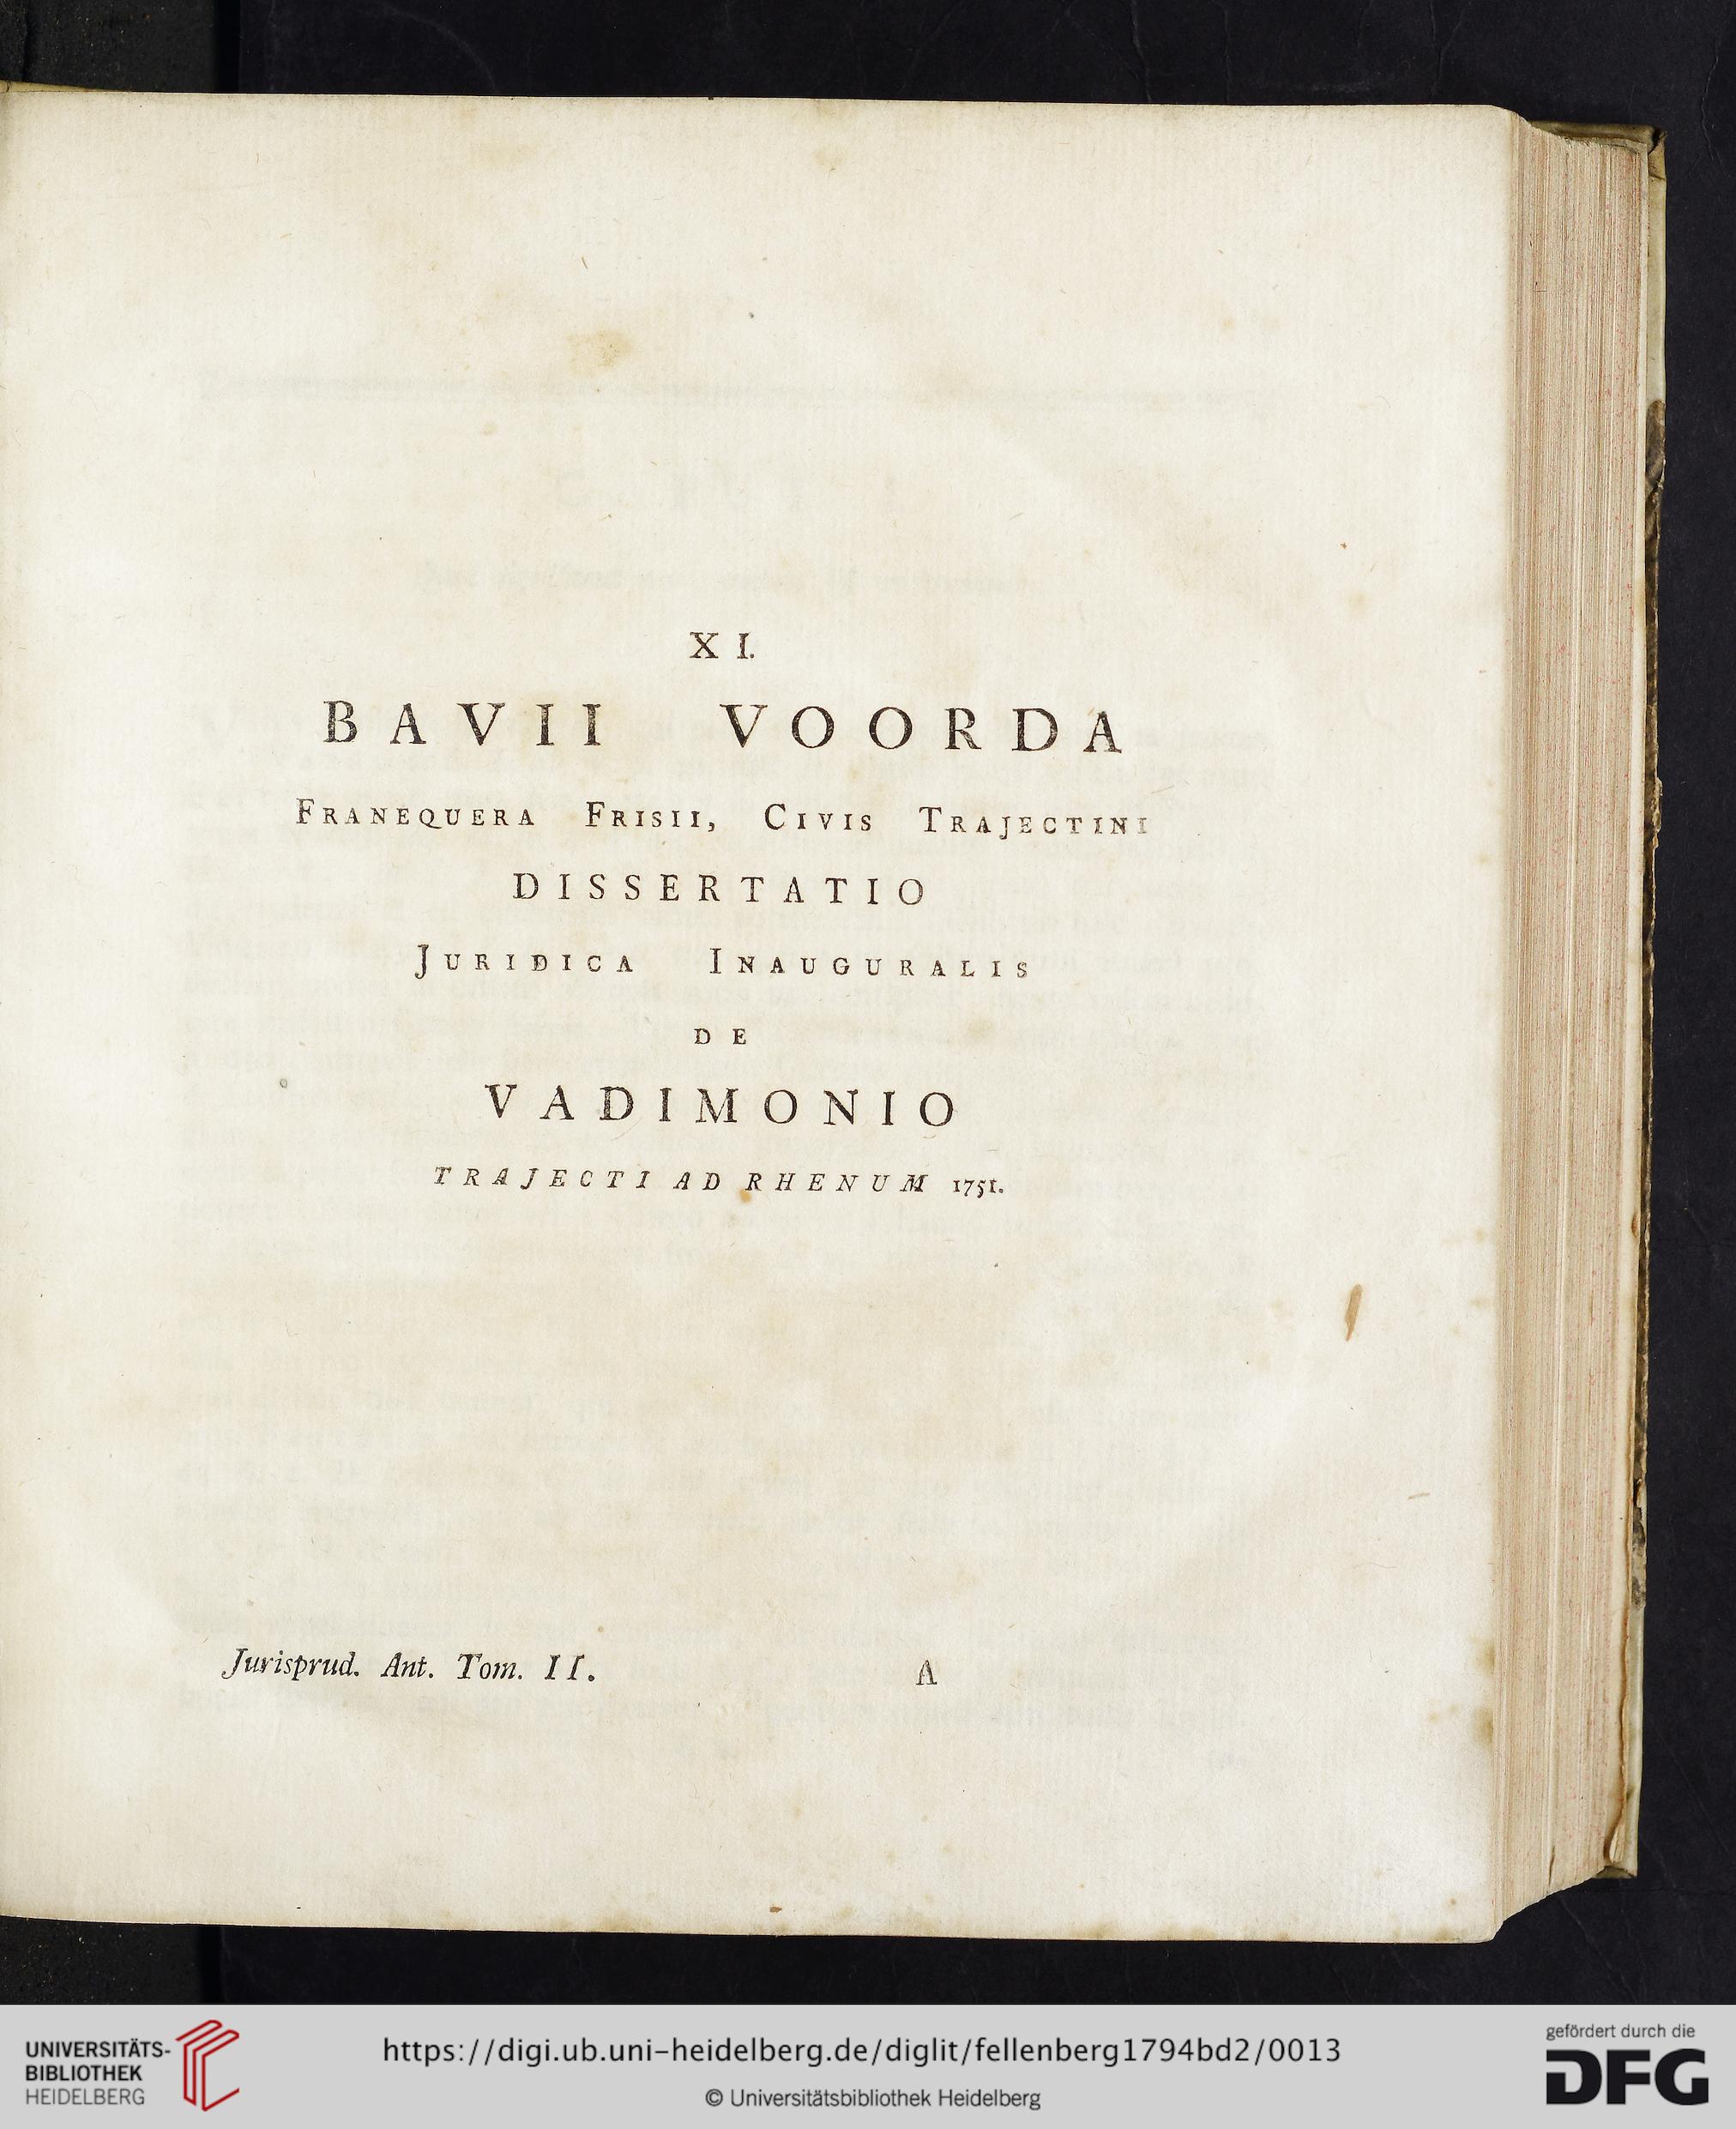 XI.
BAVII VOORDA
FRANEQUERA FRISII, CIVIS TRAJECTINI
DISSERTATIO
JURIDICA INAUGURALIS
DE
VADIMONIO
TRAJECTI AD RHENUM 1751.
Jurisprud. Ant. Tom. II. A
UNIVERSITÄTS-
BIBLIOTHEK
HEIDELBERG
https://digi.ub.uni-heidelberg.de/diglit/fellenberg1794bd2/0013
© Universitätsbibliothek Heidelberg
gefördert durch die
DFG